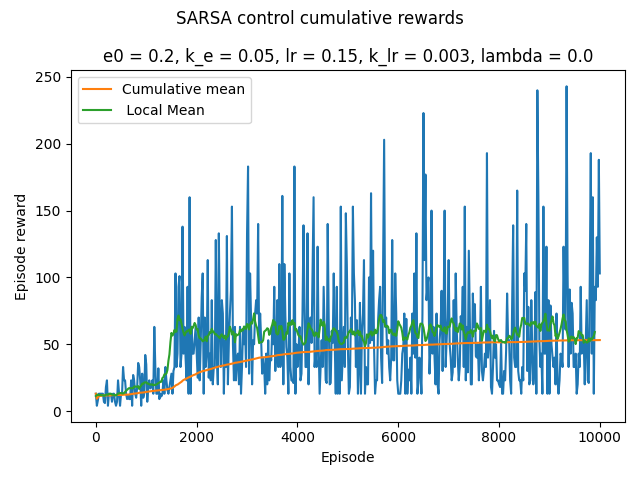 SARSA control cumulative rewards
e0 = 0.2, k_e = 0.05, lr = 0.15, k_lr = 0.003, lambda = 0.0
Cumulative mean
Local Mean
Episode reward
250
200
150
100
50
0
0 2000 4000 6000 8000 10000
Episode